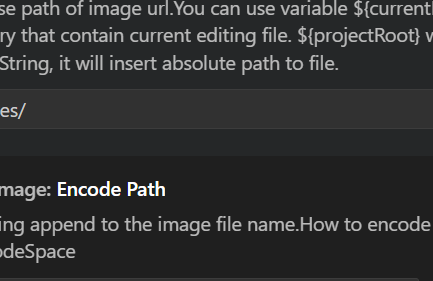 se path of image url.You can use variable ${current
ry that contain current editing file. ${projectRoot} w
String, it will insert absolute path to file.
es/
mage: Encode Path
ing append to the image file name.How to encode
odeSpace